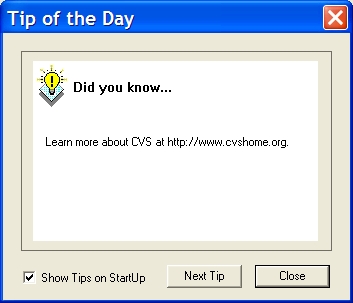 Tip of the Day
Did you know...
Learn more about CVS at http://www.cvshome.org.
Show Tips on StartUp
Next Tip
Close